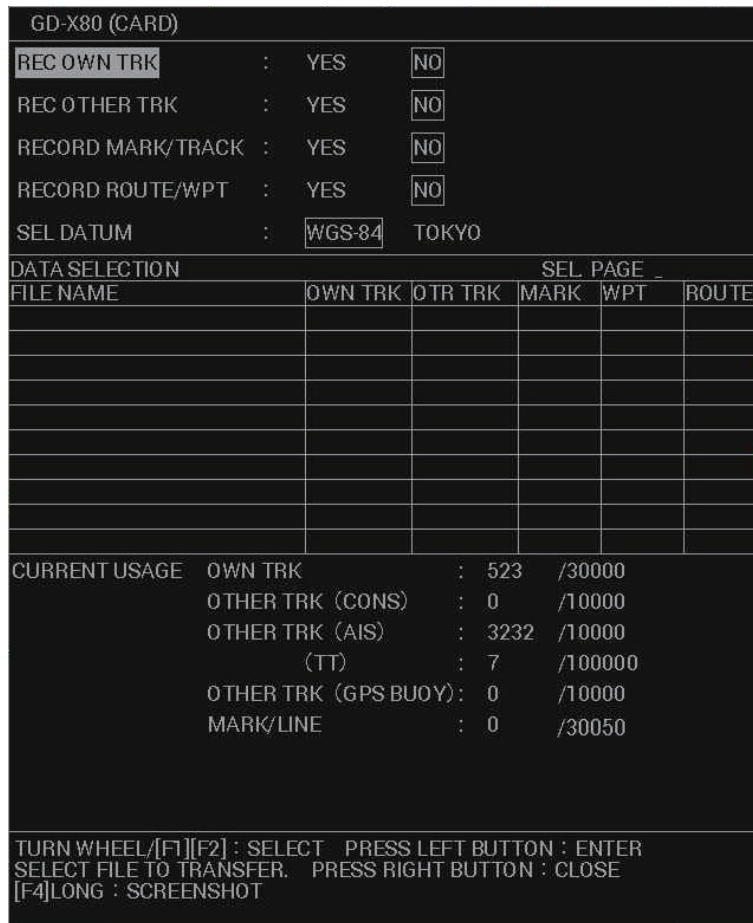 GD-X80 (CARD)
REC OWN TRK : YES NO
REC OTHER TRK : YES NO
RECORD MARK/TRACK : YES NO
RECORD ROUTE/WPT : YES NO
SEL DATUM : WGS-84 TOKYO
DATA SELECTION SEL. PAGE _
FILE NAME OWN TRK OTR TRK MARK WPT ROUTE
CURRENT USAGE OWN TRK : 523 /30000
OTHER TRK (CONS) : 0 /10000
OTHER TRK (AIS) : 3232 /10000
(TT) : 7 /100000
OTHER TRK (GPS BUOY) : 0 /10000
MARK/LINE : 0 /30050
TURN WHEEL/[F1][F2] : SELECT PRESS LEFT BUTTON : ENTER
SELECT FILE TO TRANSFER. PRESS RIGHT BUTTON : CLOSE
[F4]LONG : SCREENSHOT